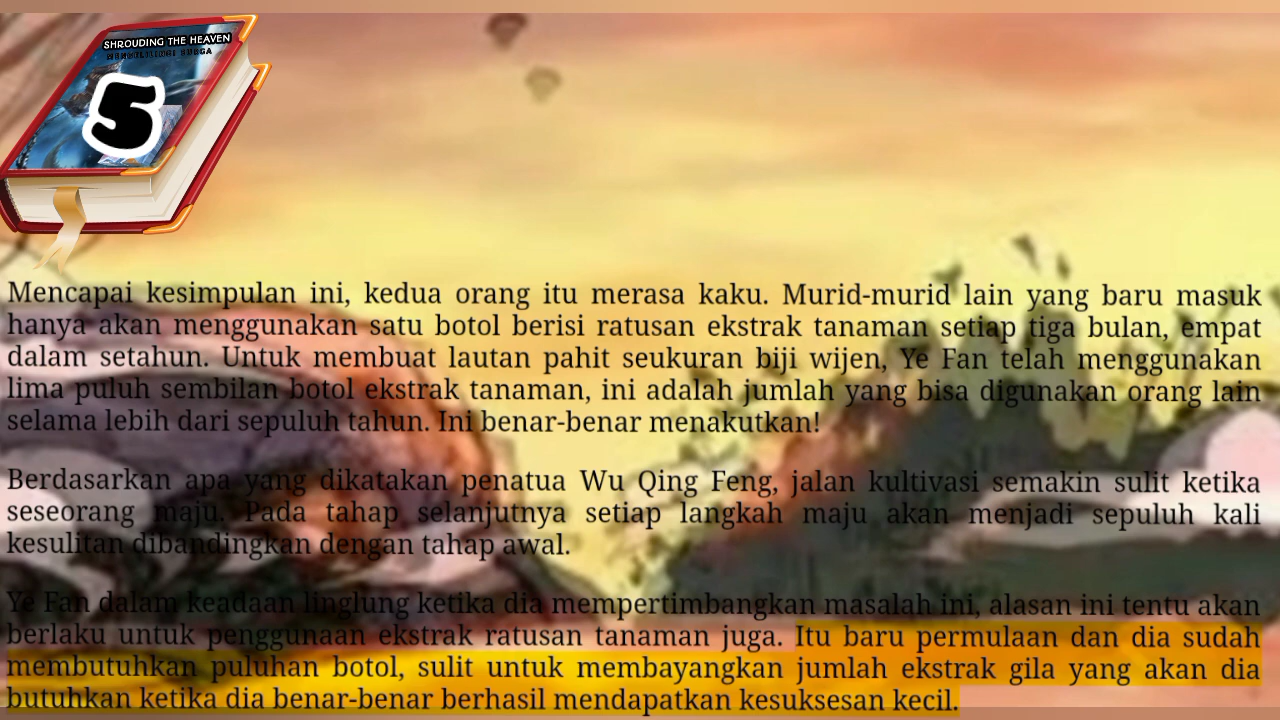 SHROUDING THE HEAVEN
5
Mencapai kesimpulan ini, kedua orang itu merasa kaku. Murid-murid lain yang baru masuk
hanya akan menggunakan satu botol berisi ratusan ekstrak tanaman setiap tiga bulan, empat
dalam setahun. Untuk membuat lautan pahit seukuran biji wijen, Ye Fan telah menggunakan
lima puluh sembilan botol ekstrak tanaman, ini adalah jumlah yang bisa digunakan orang lain
selama lebih dari sepuluh tahun. Ini benar-benar menakutkan!
Berdasarkan apa yang dikatakan penatua Wu Qing Feng, jalan kultivasi semakin sulit ketika
seseorang maju. Pada tahap selanjutnya setiap langkah maju akan menjadi sepuluh kali
kesulitan dibandingkan dengan tahap awal.
Ye Fan dalam keadaan linglung ketika dia mempertimbangkan masalah ini, alasan ini tentu akan
berlaku untuk penggunaan ekstrak ratusan tanaman juga. Itu baru permulaan dan dia sudah
membutuhkan puluhan botol, sulit untuk membayangkan jumlah ekstrak gila yang akan dia
butuhkan ketika dia benar-benar berhasil mendapatkan kesuksesan kecil.